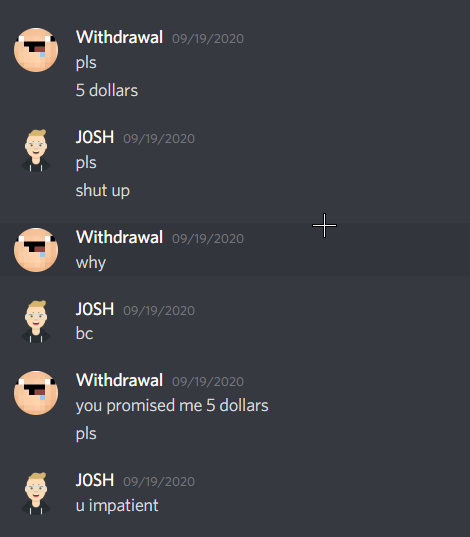 Withdrawal 09/19/2020
pls
5 dollars
JOSH 09/19/2020
pls
shut up
Withdrawal 09/19/2020
why
JOSH 09/19/2020
bc
Withdrawal 09/19/2020
you promised me 5 dollars
pls
JOSH 09/19/2020
u impatient